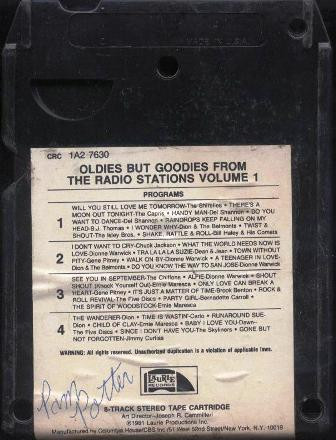 MADE IN U.S.A.
CRC 1A2 7630
OLDIES BUT GOODIES FROM
THE RADIO STATIONS VOLUME 1
PROGRAMS
1
WILL YOU STILL LOVE ME TOMORROW-The Shirelles • THERE'S A
MOON OUT TONIGHT-The Capris • HANDY MAN-Del Shannon • DO YOU
WANT TO DANCE-Del Shannon • RAINDROPS KEEP FALLING ON MY
HEAD-B.J. Thomas • I WONDER WHY-Dion & The Belmonts • TWIST &
SHOUT-The Isley Bros. • SHAKE, RATTLE & ROLL-Bill Haley & His Comets
2
I DON'T WANT TO CRY-Chuck Jackson • WHAT THE WORLD NEEDS NOW IS
LOVE-Dionne Warwick • TRA LA LA LA SUZIE-Dean & Jean • TOWN WITHOUT
PITY-Gene Pitney • WALK ON BY-Dionne Warwick • A TEENAGER IN LOVE-
Dion & The Belmonts • DO YOU KNOW THE WAY TO SAN JOSE-Dionne Warwick
3
SEE YOU IN SEPTEMBER-The Chiffons • ALFIE-Dionne Warwick • SHOUT
SHOUT (Knock Yourself Out)-Ernie Maresca • ONLY LOVE CAN BREAK A
HEART-Gene Pitney • IT'S JUST A MATTER OF TIME-Brook Benton • ROCK &
ROLL REVIVAL-The Five Discs • PARTY GIRL-Bernadette Carroll •
THE SPIRIT OF WOODSTOCK-Ernie Maresca
4
THE WANDERER-Dion • TIME IS WASTIN'-Carlo • RUNAROUND SUE-
Dion • CHILD OF CLAY-Ernie Maresca • BABY I LOVE YOU-Dawn-
The Five Discs • SINCE I DON'T HAVE YOU-The Skyliners • GONE BUT
NOT FORGOTTEN-Jimmy Curtiss
WARNING: All rights reserved. Unauthorized duplication is a violation of applicable laws.
LAURIE
RECORDS
Pam Potter
8-TRACK STEREO TAPE CARTRIDGE
Art Director-Joseph R.
©1981 Laurie Productions Inc.
Manufactured by Columbia House/CBS Inc./51 West 52nd Street/New York, N.Y. 10019